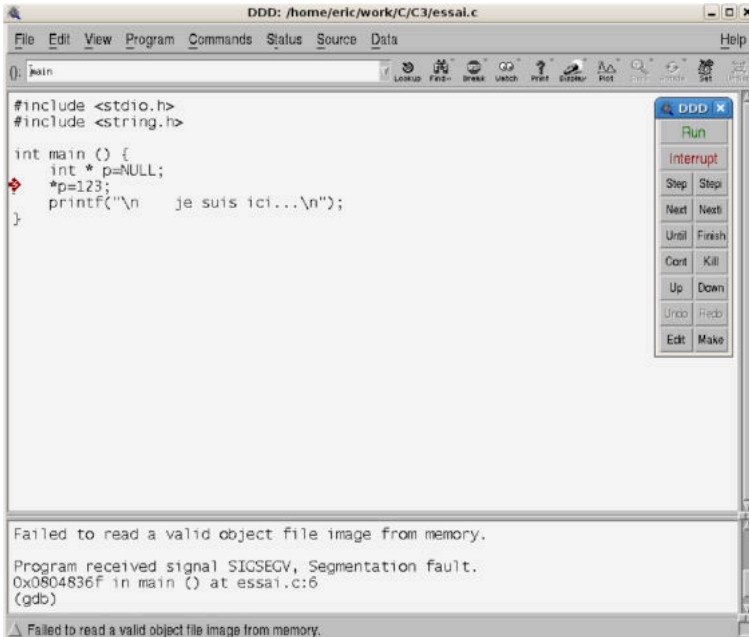 DDD: /home/eric/work/C/C3/essai.c
File Edit View Program Commands Status Source Data Help
(): main
Lookup Find» Break Watch Print Display Plot Set
#include <stdio.h>
#include <string.h>
int main () {
int * p=NULL;
*p=123;
printf("\n    je suis ici...\n");
}
DDD
Run
Interrupt
Step Stepi
Next Nexti
Until Finish
Cont Kill
Up Down
Undo Redo
Edit Make
Failed to read a valid object file image from memory.
Program received signal SIGSEGV, Segmentation fault.
0x0804836f in main () at essai.c:6
(gdb)
Failed to read a valid object file image from memory.